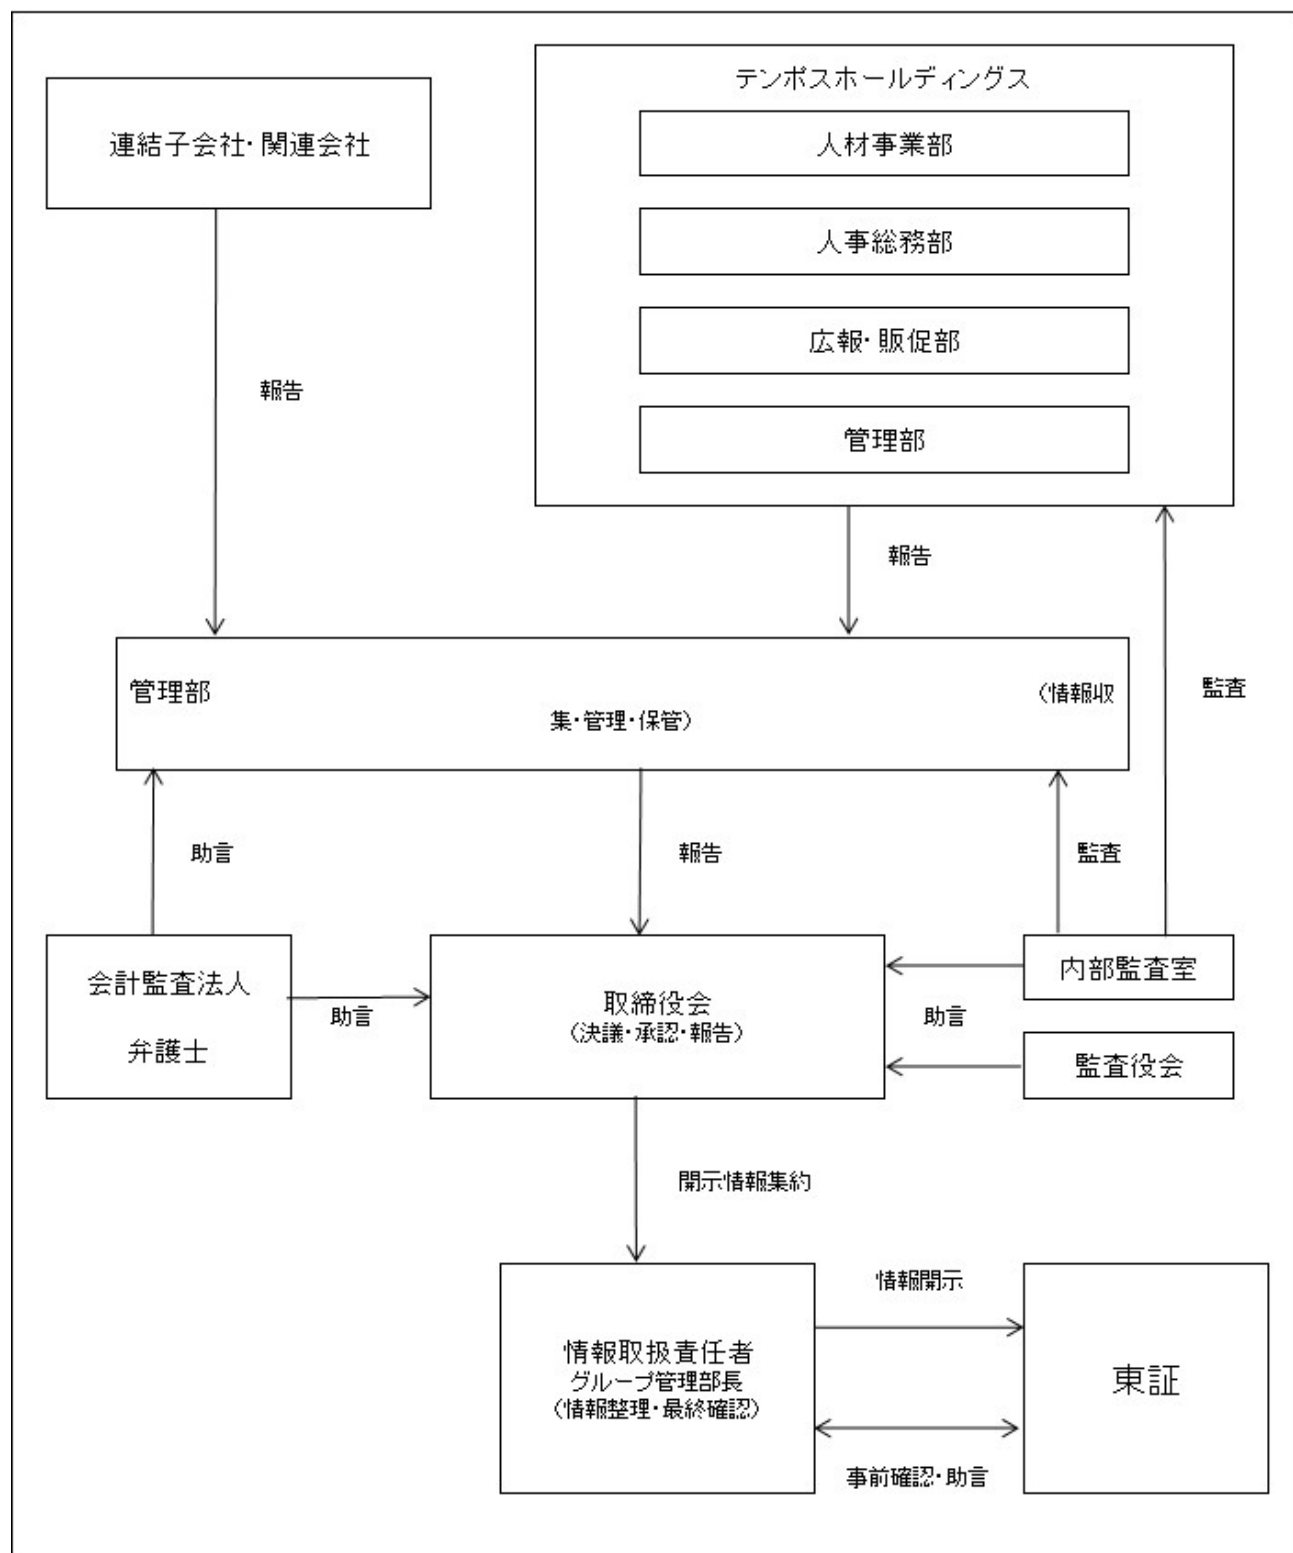 テンポスホールディングス
連結子会社・関連会社
人材事業部
人事総務部
広報・販促部
管理部
報告
報告
管理部 （情報収
集・管理・保管）
監査
助言
報告
監査
会計監査法人
弁護士
助言
取締役会
（決議・承認・報告）
助言
内部監査室
監査役会
開示情報集約
情報取扱責任者
グループ管理部長
（情報整理・最終確認）
情報開示
事前確認・助言
東証